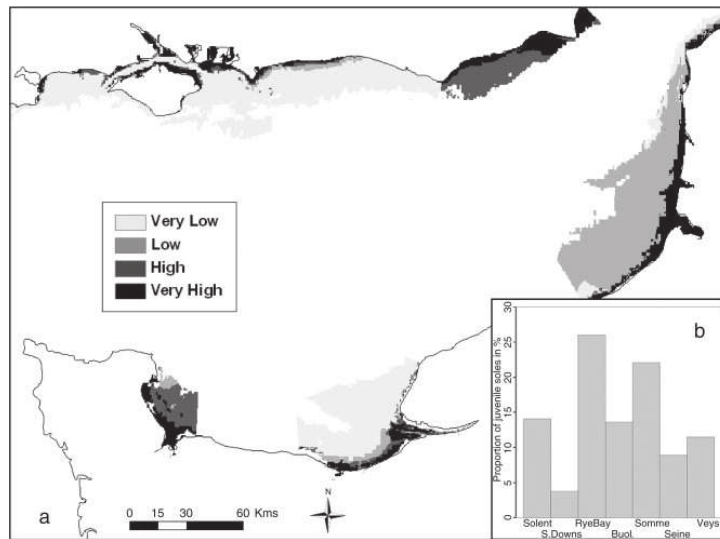 Very Low
Low
High
Very High
a
0 15 30 60 Kms
N
b
Proportion of juvenile soles in %
30
25
20
15
10
5
0
Solent
S.Downs
RyeBay
Buol.
Somme
Seine
Veys